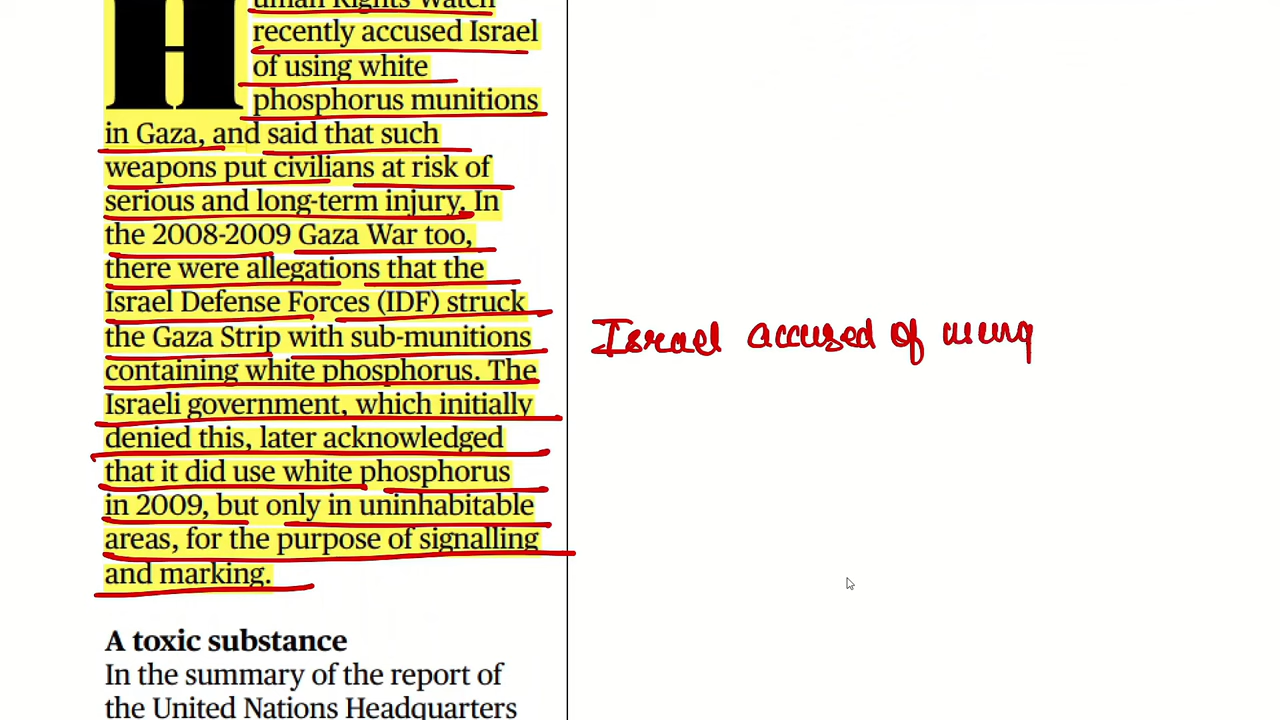 Human Rights Watch
recently accused Israel
of using white
phosphorus munitions
in Gaza, and said that such
weapons put civilians at risk of
serious and long-term injury. In
the 2008-2009 Gaza War too,
there were allegations that the
Israel Defense Forces (IDF) struck
the Gaza Strip with sub-munitions
containing white phosphorus. The
Israeli government, which initially
denied this, later acknowledged
that it did use white phosphorus
in 2009, but only in uninhabitable
areas, for the purpose of signalling
and marking.
A toxic substance
In the summary of the report of
the United Nations Headquarters
Israel accused of using